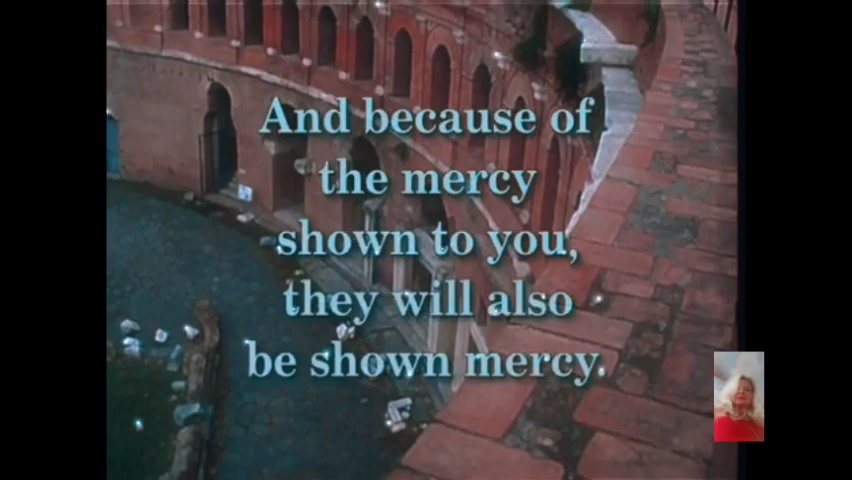 And because of
the mercy
shown to you,
they will also
be shown mercy.